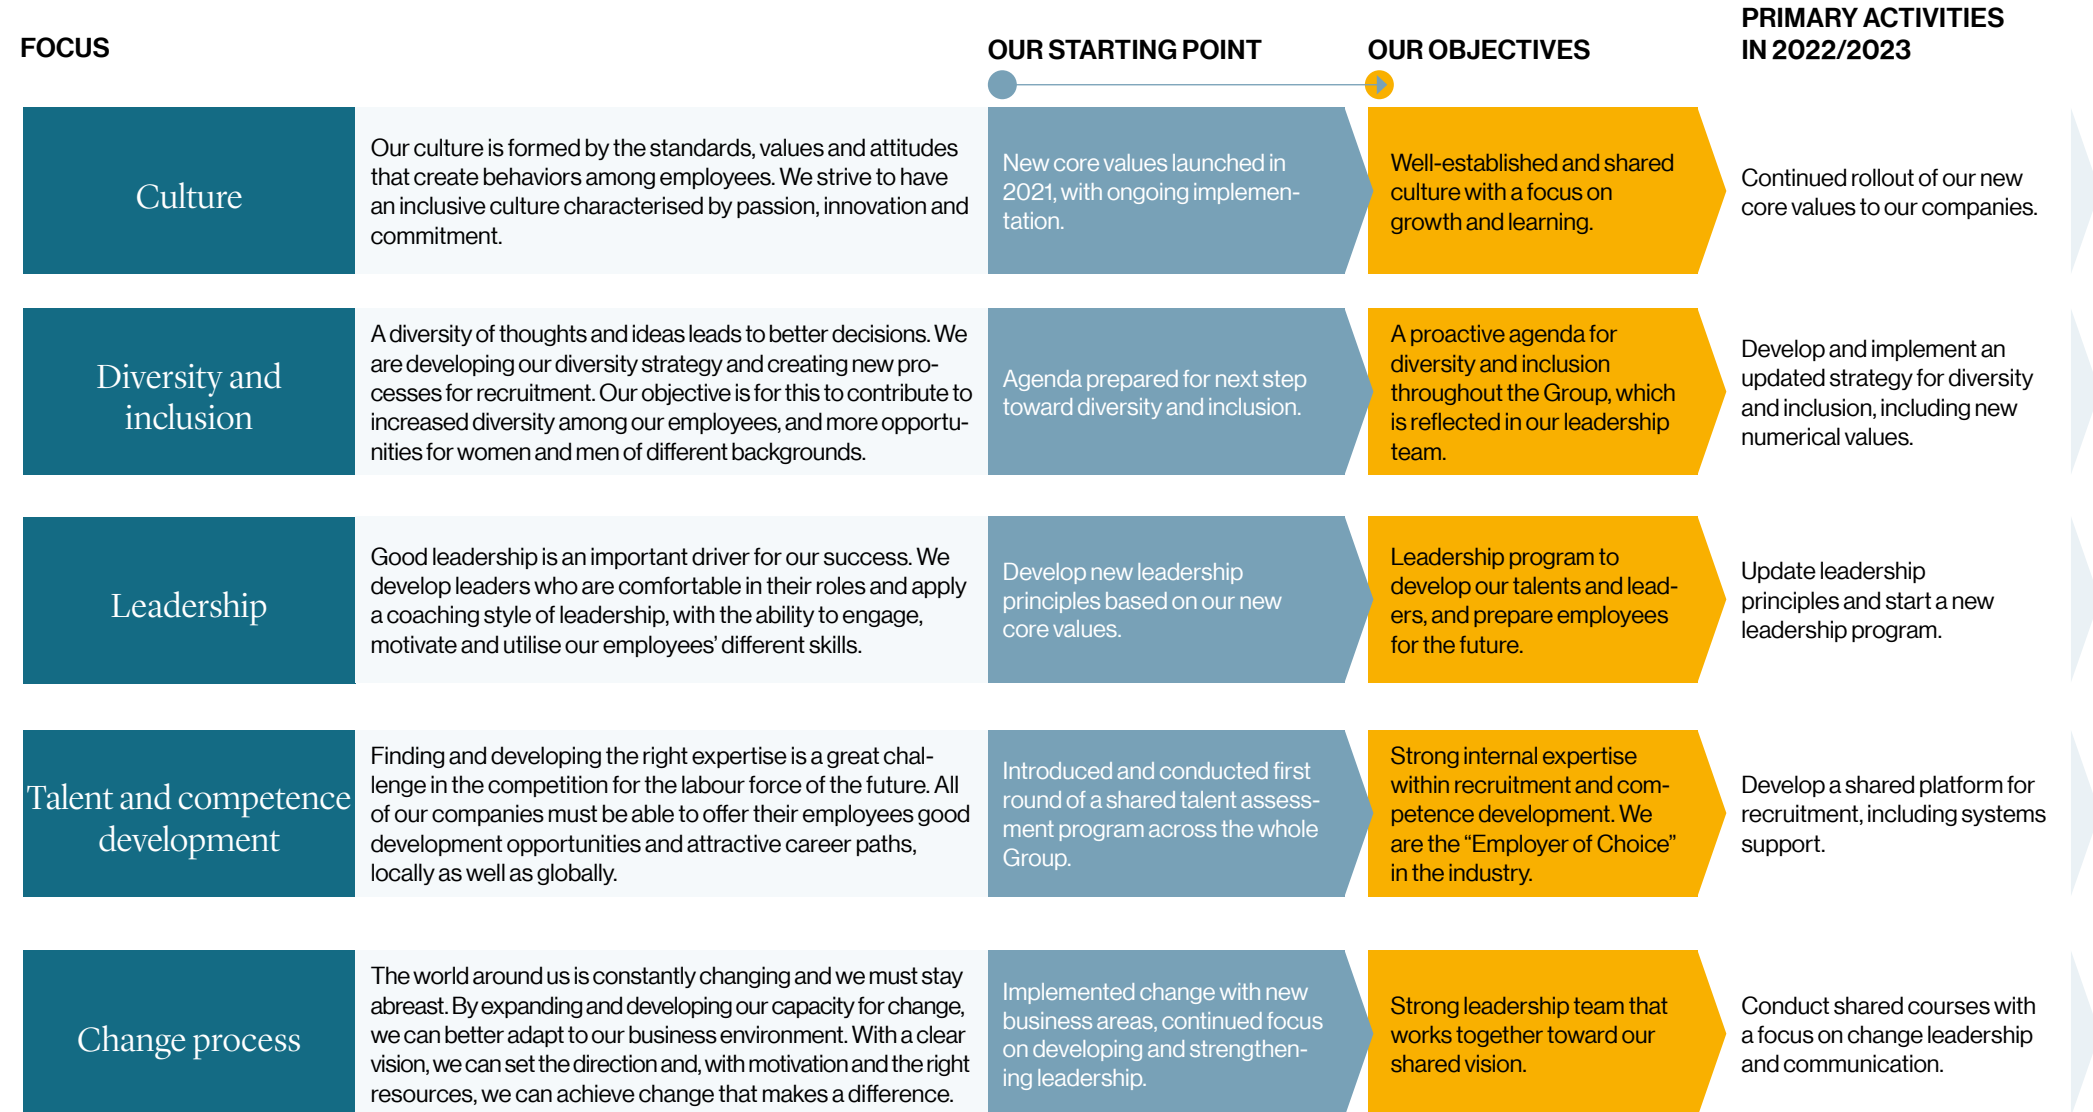 FOCUS
OUR STARTING POINT
OUR OBJECTIVES
PRIMARY ACTIVITIES
IN 2022/2023
Culture
Our culture is formed by the standards, values and attitudes
that create behaviors among employees. We strive to have
an inclusive culture characterised by passion, innovation and
commitment.
New core values launched in
2021, with ongoing implemen-
tation.
Well-established and shared
culture with a focus on
growth and learning.
Continued rollout of our new
core values to our companies.
Diversity and
inclusion
A diversity of thoughts and ideas leads to better decisions. We
are developing our diversity strategy and creating new pro-
cesses for recruitment. Our objective is for this to contribute to
increased diversity among our employees, and more opportu-
nities for women and men of different backgrounds.
Agenda prepared for next step
toward diversity and inclusion.
A proactive agenda for
diversity and inclusion
throughout the Group, which
is reflected in our leadership
team.
Develop and implement an
updated strategy for diversity
and inclusion, including new
numerical values.
Leadership
Good leadership is an important driver for our success. We
develop leaders who are comfortable in their roles and apply
a coaching style of leadership, with the ability to engage,
motivate and utilise our employees’ different skills.
Develop new leadership
principles based on our new
core values.
Leadership program to
develop our talents and lead-
ers, and prepare employees
for the future.
Update leadership
principles and start a new
leadership program.
Talent and competence
development
Finding and developing the right expertise is a great chal-
lenge in the competition for the labour force of the future. All
of our companies must be able to offer their employees good
development opportunities and attractive career paths,
locally as well as globally.
Introduced and conducted first
round of a shared talent assess-
ment program across the whole
Group.
Strong internal expertise
within recruitment and com-
petence development. We
are the “Employer of Choice”
in the industry.
Develop a shared platform for
recruitment, including systems
support.
Change process
The world around us is constantly changing and we must stay
abreast. By expanding and developing our capacity for change,
we can better adapt to our business environment. With a clear
vision, we can set the direction and, with motivation and the right
resources, we can achieve change that makes a difference.
Implemented change with new
business areas, continued focus
on developing and strengthen-
ing leadership.
Strong leadership team that
works together toward our
shared vision.
Conduct shared courses with
a focus on change leadership
and communication.